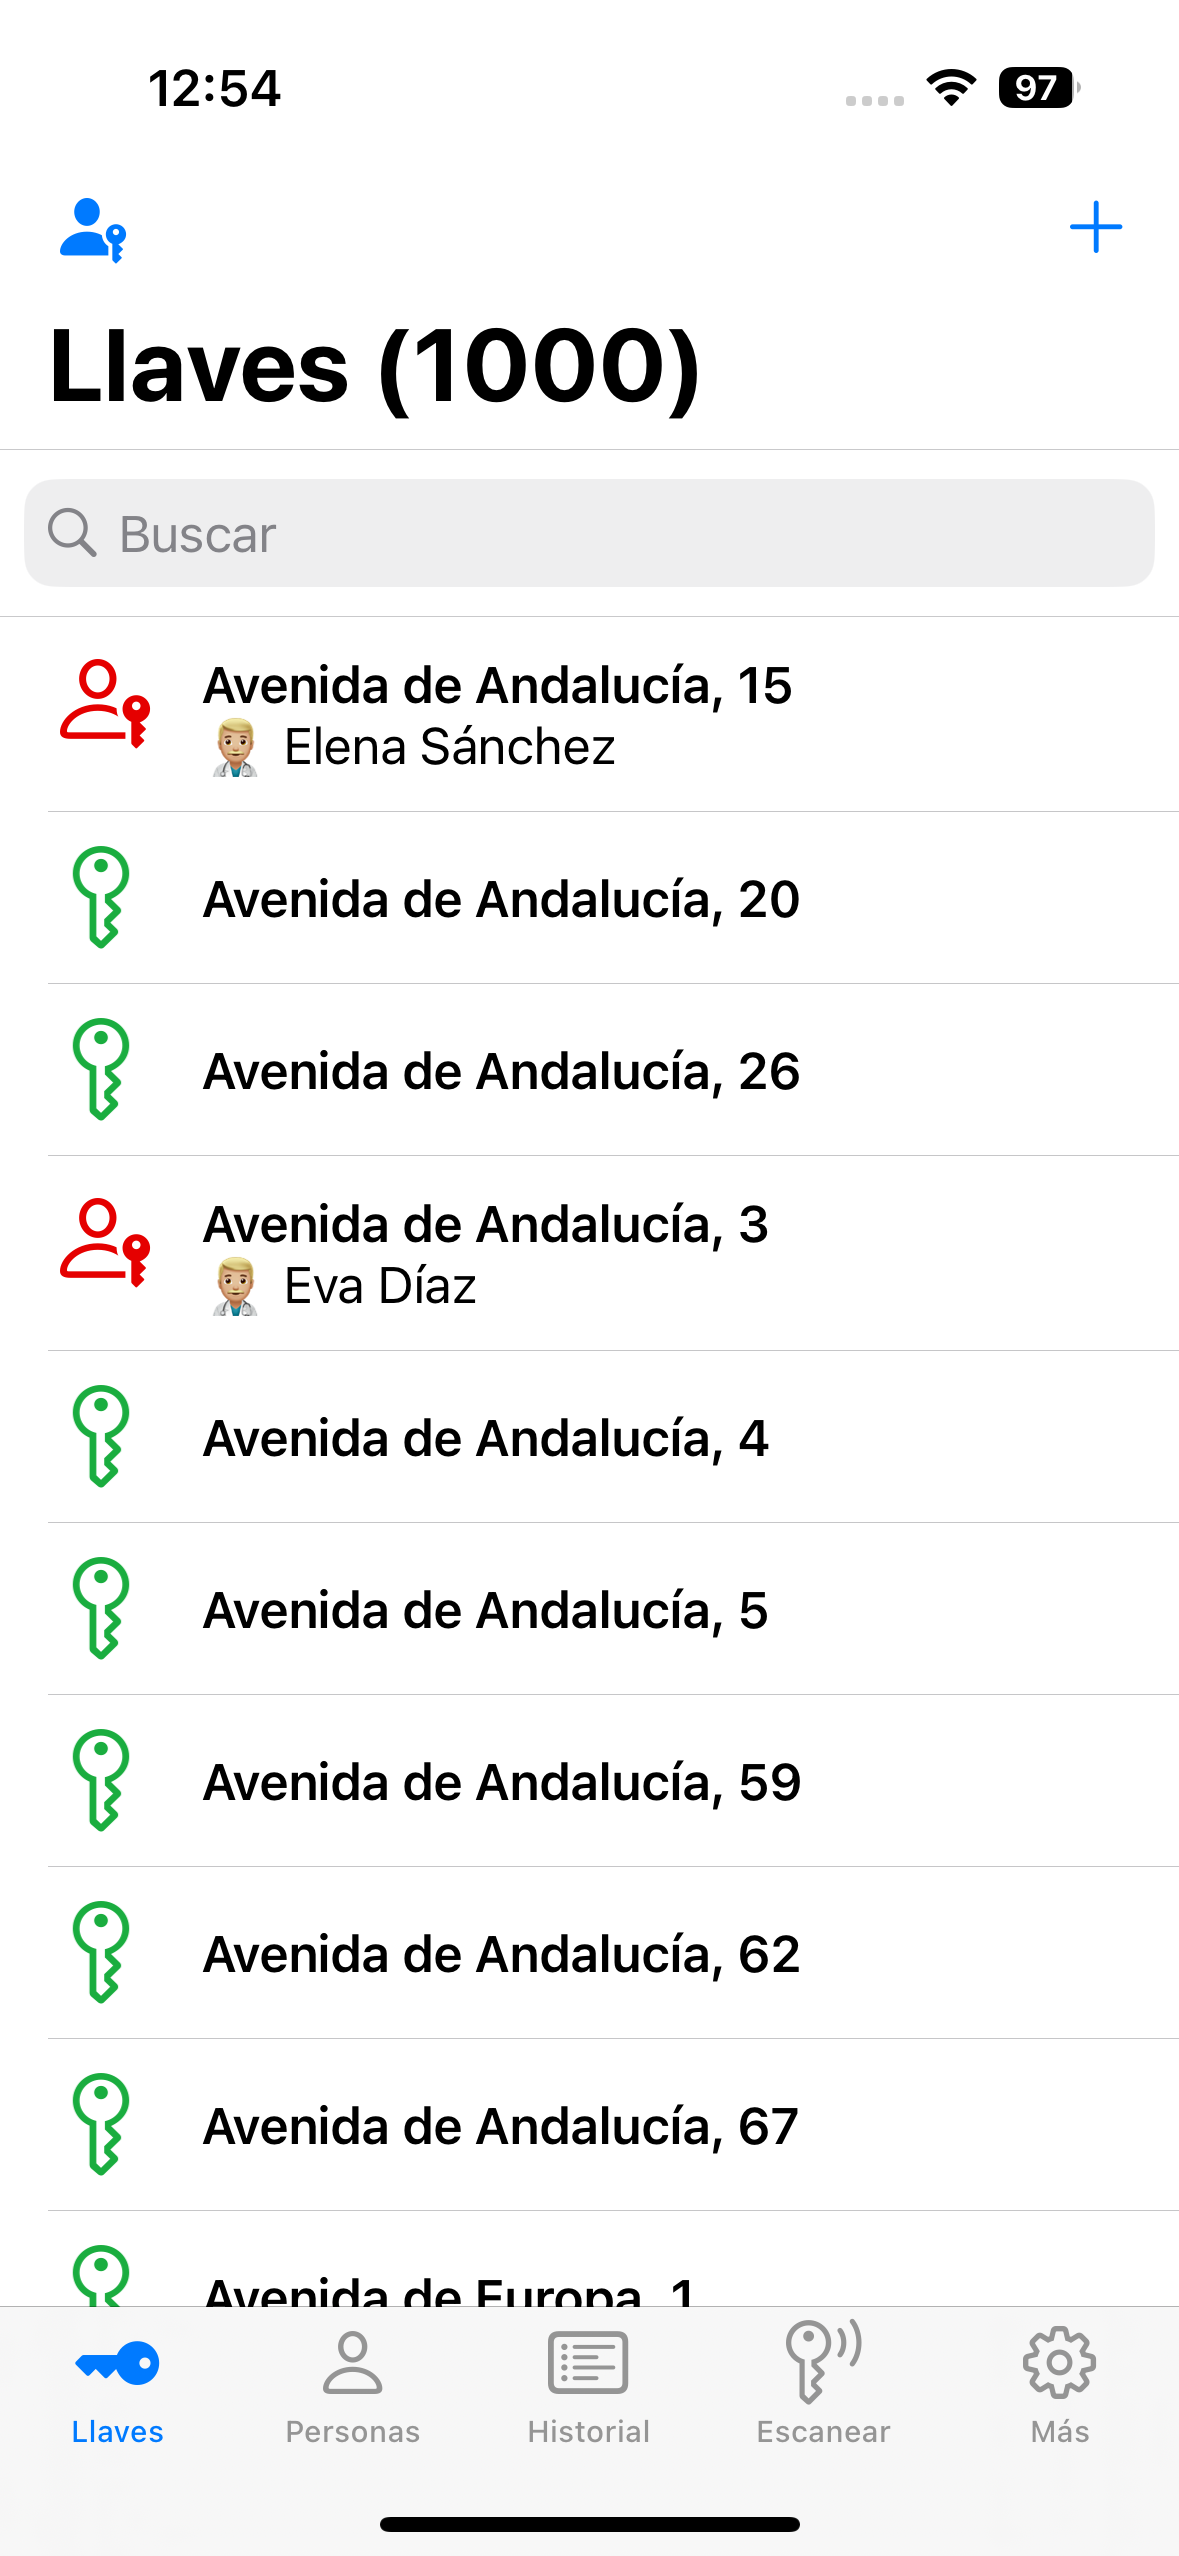 12:54
97
Llaves (1000)
Buscar
Avenida de Andalucía, 15
Elena Sánchez
Avenida de Andalucía, 20
Avenida de Andalucía, 26
Avenida de Andalucía, 3
Eva Díaz
Avenida de Andalucía, 4
Avenida de Andalucía, 5
Avenida de Andalucía, 59
Avenida de Andalucía, 62
Avenida de Andalucía, 67
Avenida de Europa, 1
Llaves
Personas
Historial
Escanear
Más